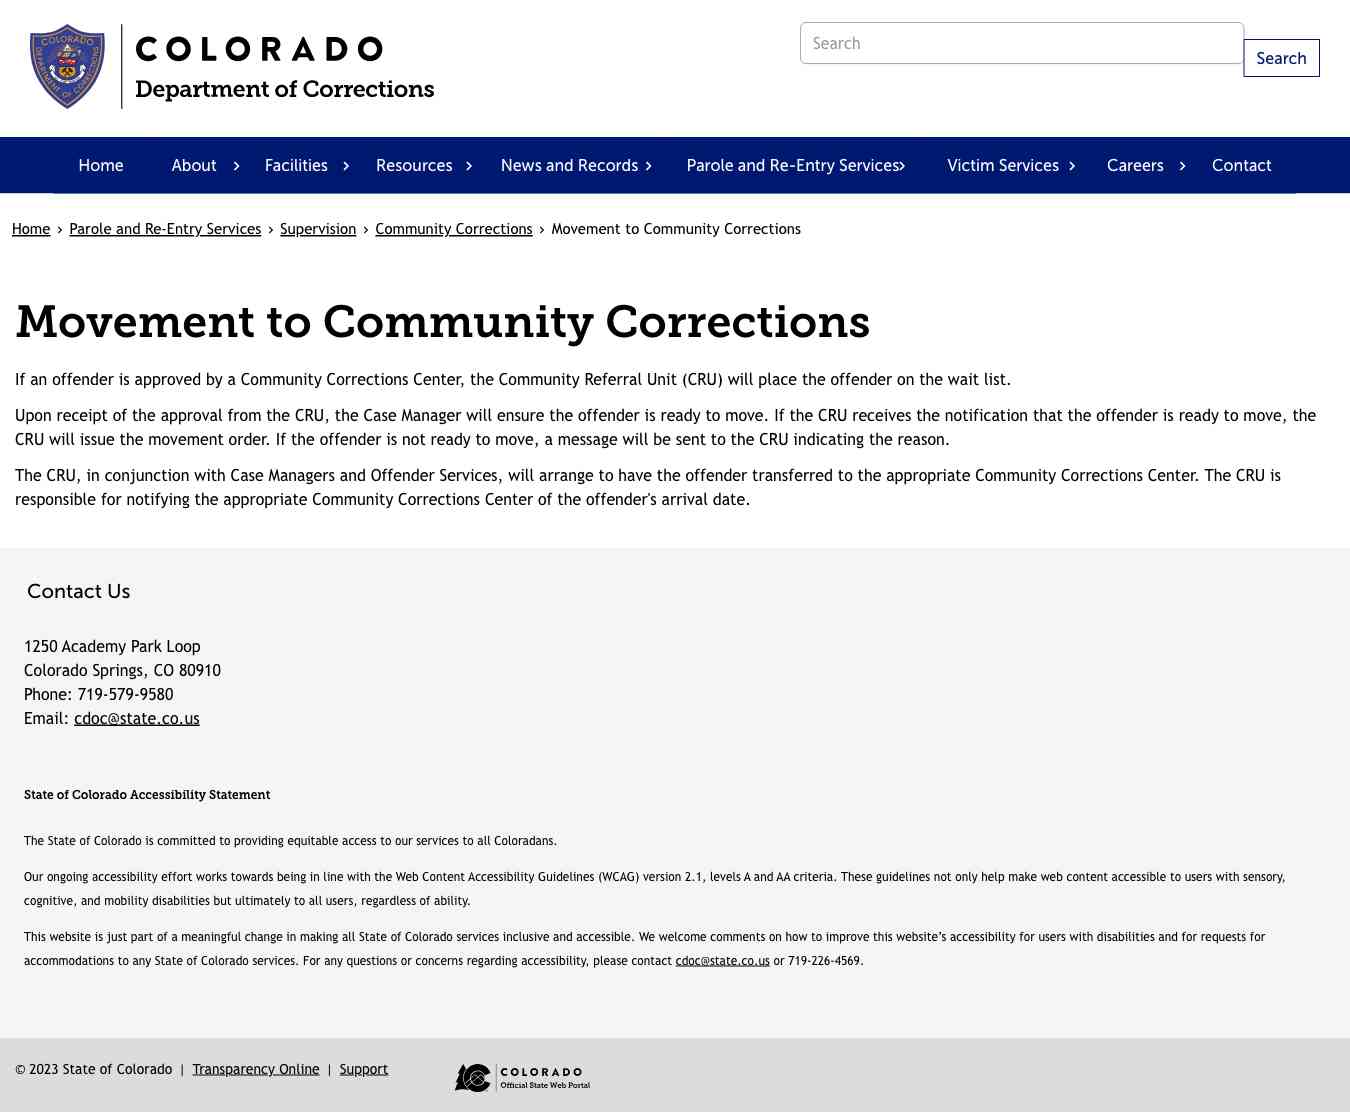 COLORADO
Department of Corrections
Search
Search
Home About Facilities Resources News and Records Parole and Re-Entry Services Victim Services Careers Contact
Home › Parole and Re-Entry Services › Supervision › Community Corrections › Movement to Community Corrections
Movement to Community Corrections
If an offender is approved by a Community Corrections Center, the Community Referral Unit (CRU) will place the offender on the wait list.
Upon receipt of the approval from the CRU, the Case Manager will ensure the offender is ready to move. If the CRU receives the notification that the offender is ready to move, the
CRU will issue the movement order. If the offender is not ready to move, a message will be sent to the CRU indicating the reason.
The CRU, in conjunction with Case Managers and Offender Services, will arrange to have the offender transferred to the appropriate Community Corrections Center. The CRU is
responsible for notifying the appropriate Community Corrections Center of the offender's arrival date.
Contact Us
1250 Academy Park Loop
Colorado Springs, CO 80910
Phone: 719-579-9580
Email: cdoc@state.co.us
State of Colorado Accessibility Statement
The State of Colorado is committed to providing equitable access to our services to all Coloradans.
Our ongoing accessibility effort works towards being in line with the Web Content Accessibility Guidelines (WCAG) version 2.1, levels A and AA criteria. These guidelines not only help make web content accessible to users with sensory,
cognitive, and mobility disabilities but ultimately to all users, regardless of ability.
This website is just part of a meaningful change in making all State of Colorado services inclusive and accessible. We welcome comments on how to improve this website’s accessibility for users with disabilities and for requests for
accommodations to any State of Colorado services. For any questions or concerns regarding accessibility, please contact cdoc@state.co.us or 719-226-4569.
© 2023 State of Colorado | Transparency Online | Support
COLORADO
Official State Web Portal